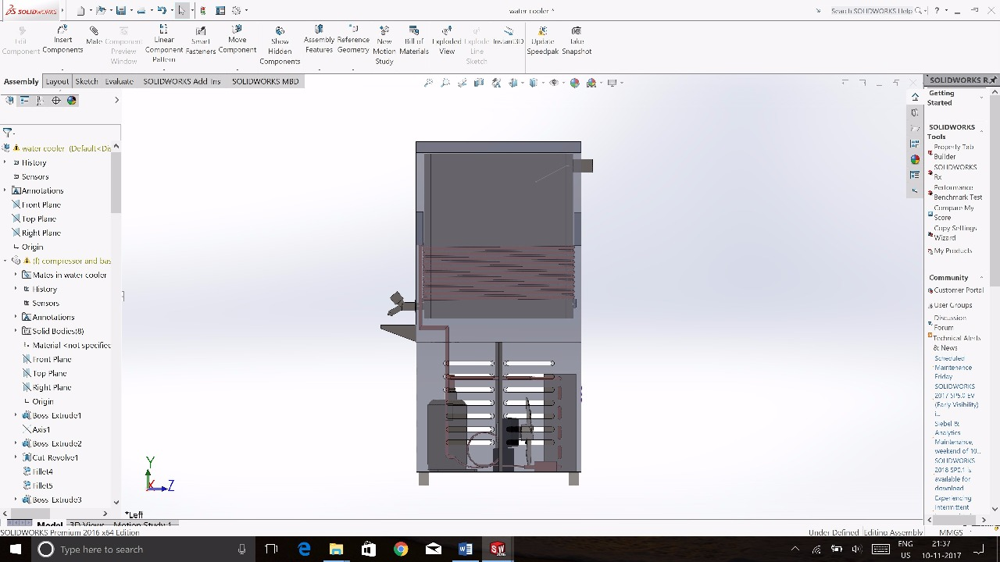 SOLIDWORKS
water cooler *
Search SOLIDWORKS Help
Edit Component
Insert Components
Mate
Component Preview Window
Linear Component Pattern
Smart Fasteners
Move Component
Show Hidden Components
Assembly Features
Reference Geometry
New Motion Study
Bill of Materials
Exploded View
Explode Line Sketch
Instant3D
Update Speedpak
Take Snapshot
Assembly Layout Sketch Evaluate SOLIDWORKS Add-Ins SOLIDWORKS MBD
water cooler (Default<Dis
History
Sensors
Annotations
Front Plane
Top Plane
Right Plane
Origin
(f) compressor and bas
Mates in water cooler
History
Sensors
Annotations
Solid Bodies(8)
Material <not specified
Front Plane
Top Plane
Right Plane
Origin
Boss-Extrude1
Axis1
Boss-Extrude2
Cut-Revolve1
Fillet4
Fillet5
Boss-Extrude3
Y
X
Z
*Left
Model 3D Views Motion Study 1
SOLIDWORKS R
Getting
Started
SOLIDWORKS
Tools
Property Tab
Builder
SOLIDWORKS
Rx
Performance
Benchmark Test
Compare My
Score
Copy Settings
Wizard
My Products
Community
Customer Portal
User Groups
Discussion
Forum
Technical Alerts
& News
Scheduled
Maintenance
Friday
SOLIDWORKS
2017 SP5.0 EV
(Early Visibility)
i...
Siebel &
Analytics
Maintenance,
weekend of 10...
SOLIDWORKS
2018 SP0.1 is
available for
download
Experiencing
Intermittent
SOLIDWORKS Premium 2016 x64 Edition
Under Defined Editing Assembly MMGS
Type here to search
ENG
US
21:37
10-11-2017